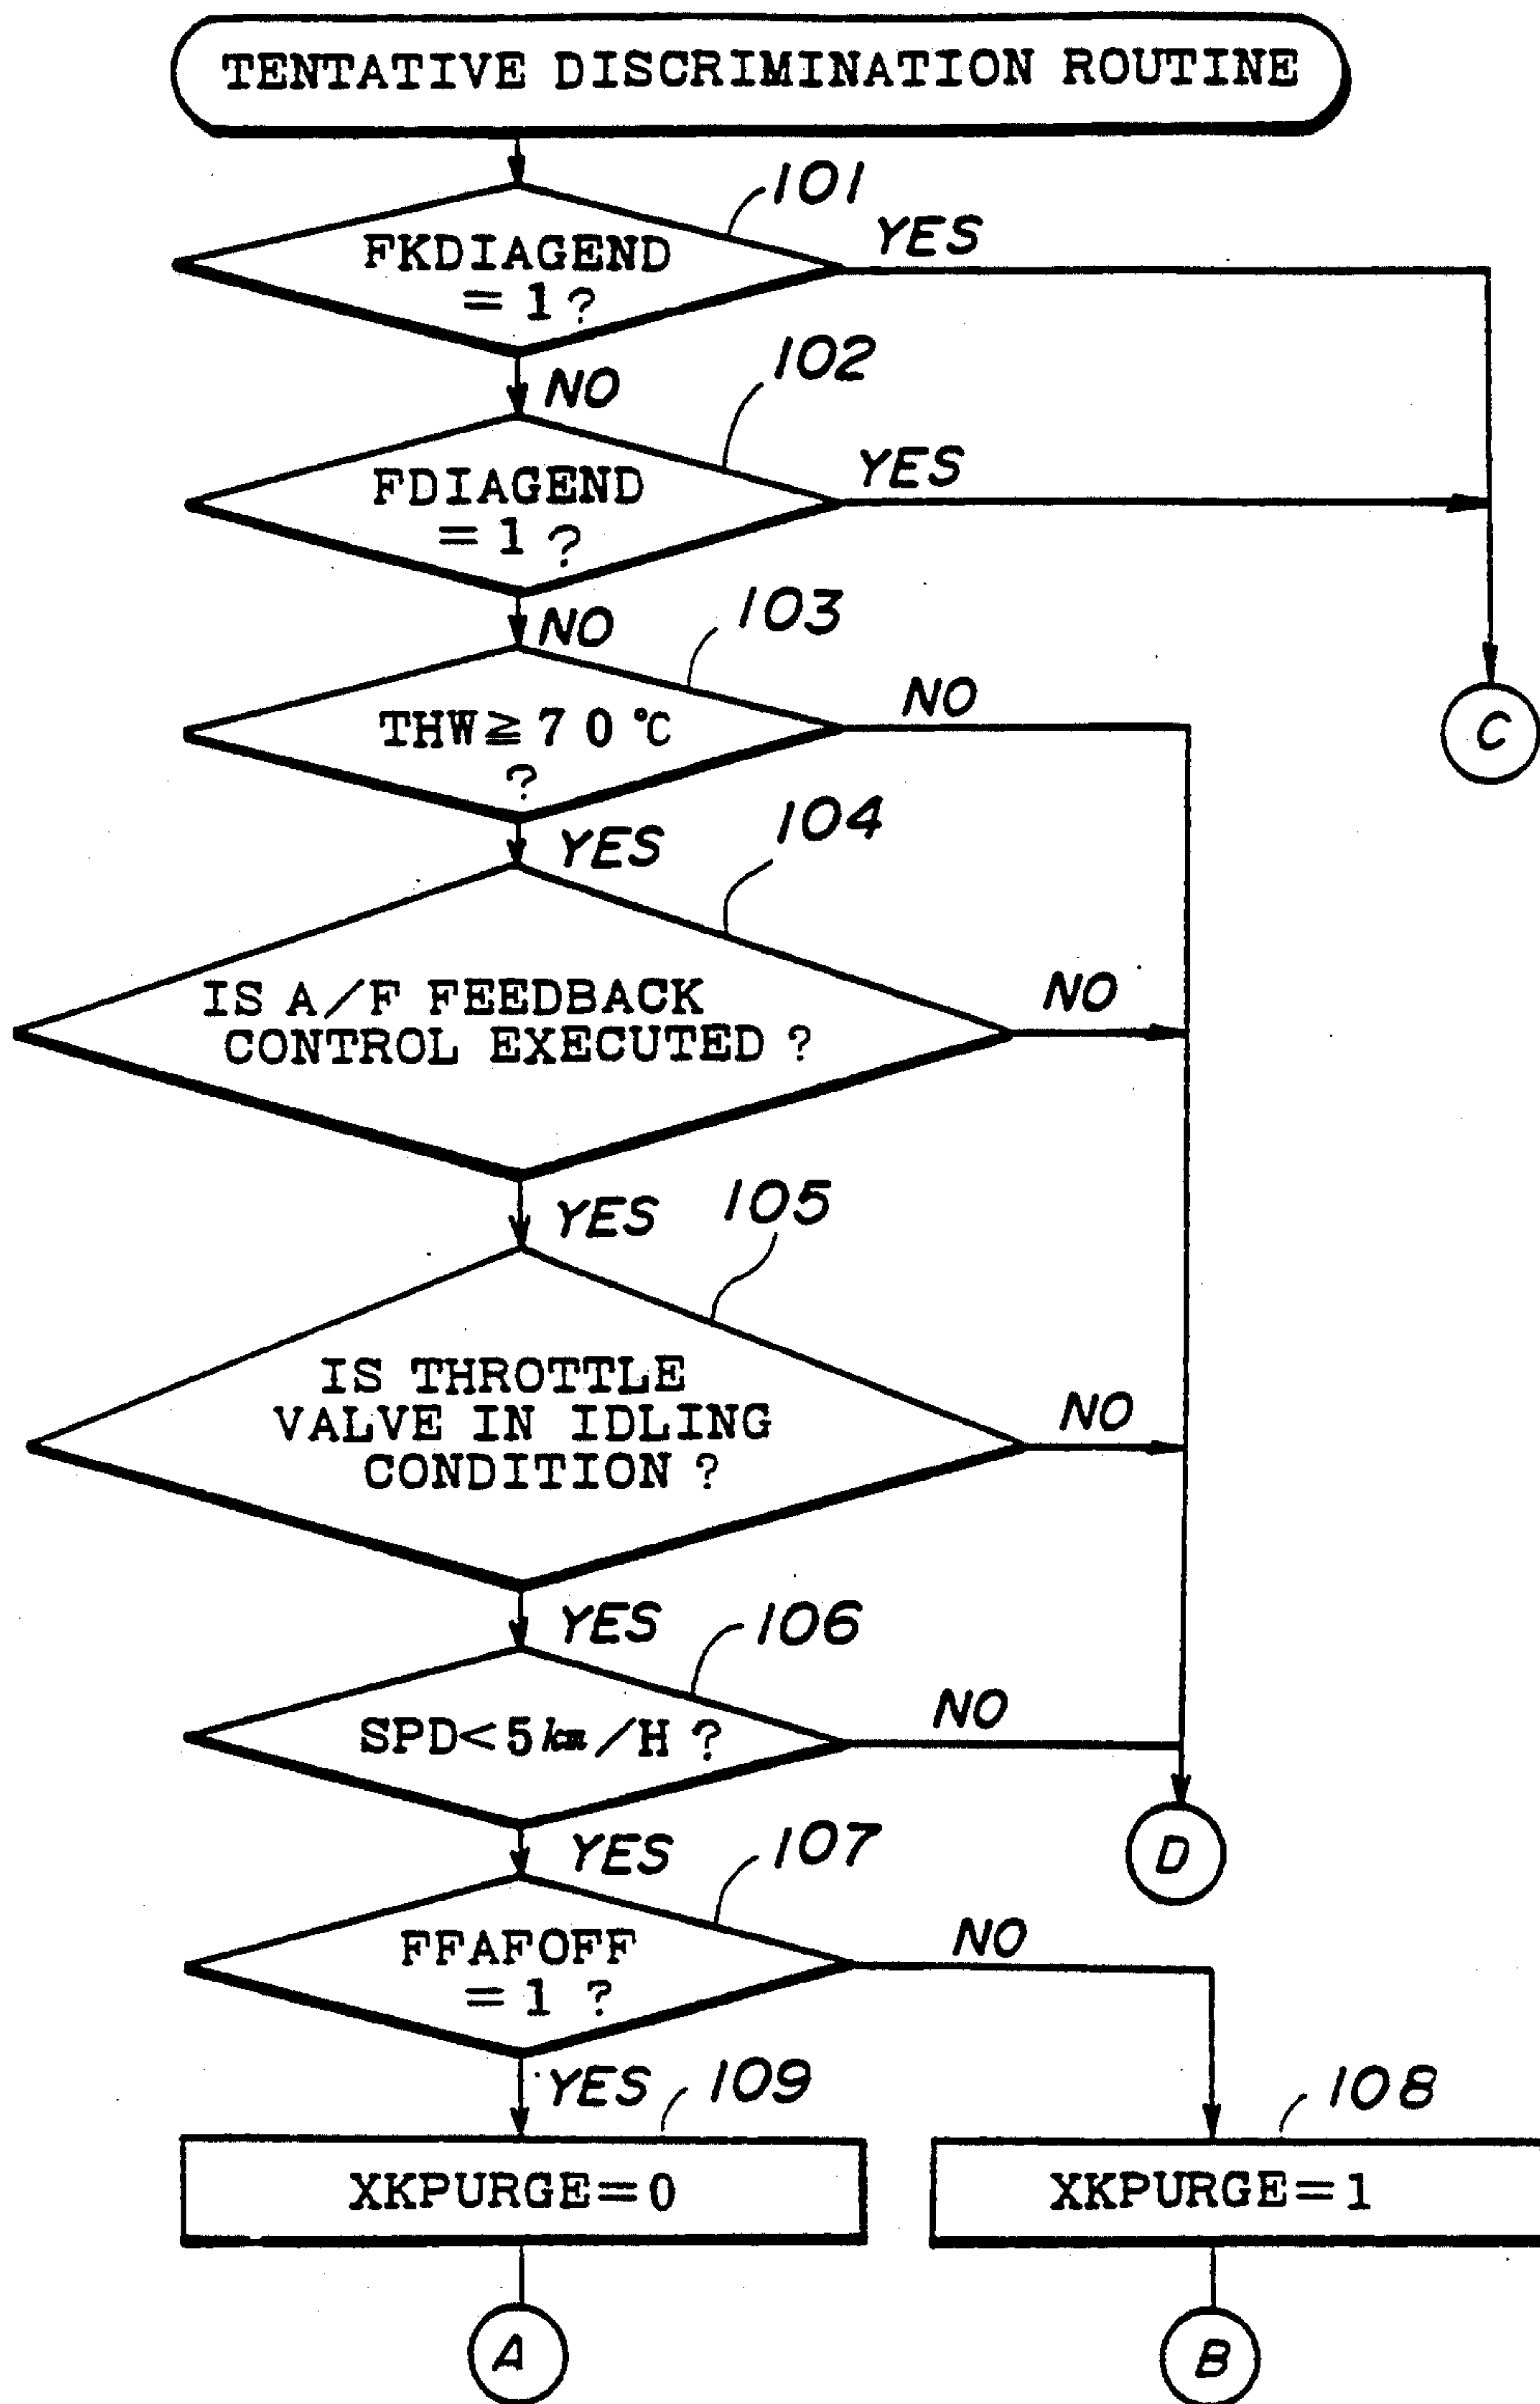 TENTATIVE DISCRIMINATION ROUTINE
101
FKDIAGEND
=1?
YES
NO
102
FDIAGEND
=1?
YES
NO
103
THW≧70℃
?
NO
C
YES
104
IS A/F FEEDBACK
CONTROL EXECUTED?
NO
YES
105
IS THROTTLE
VALVE IN IDLING
CONDITION?
NO
YES
106
SPD<5km/H?
NO
D
YES
107
FFAFOFF
=1?
NO
YES
109
108
XKPURGE=0
XKPURGE=1
A
B